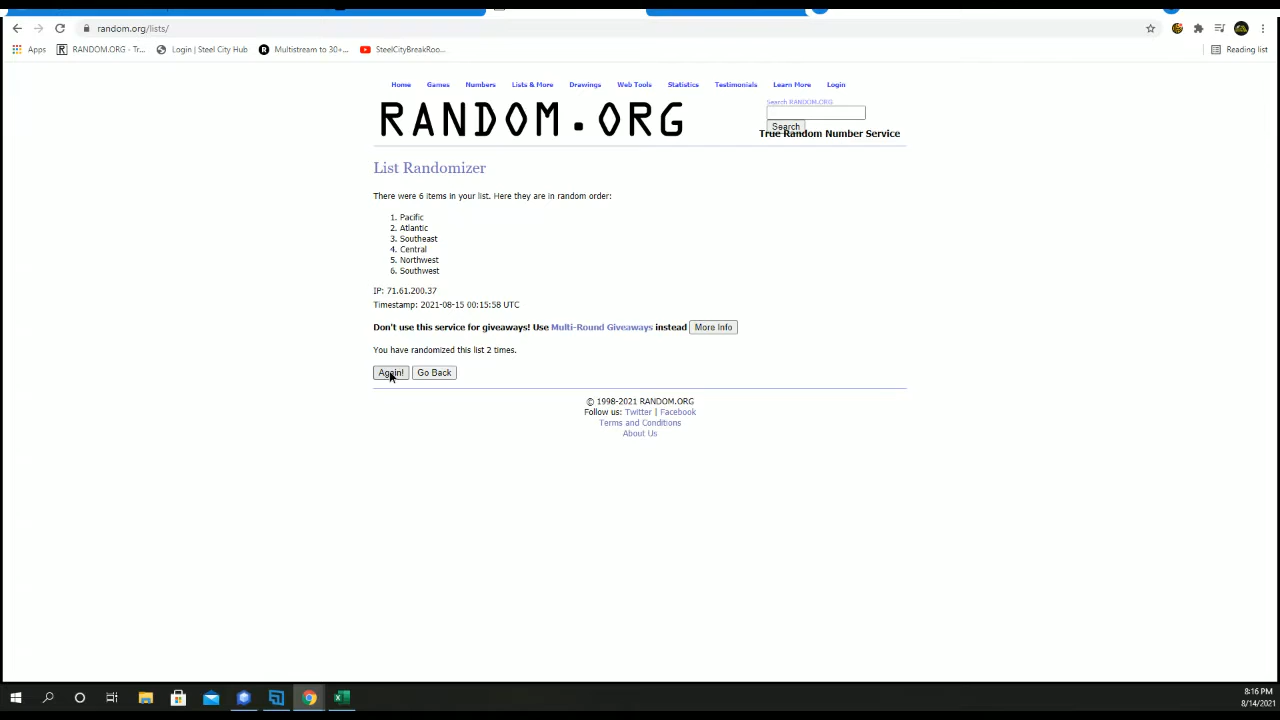 random.org/lists/
Apps RANDOM.ORG - Tr... Login | Steel City Hub Multistream to 30+... SteelCityBreakRoo... Reading list
Home Games Numbers Lists & More Drawings Web Tools Statistics Testimonials Learn More Login
RANDOM.ORG
Search RANDOM.ORG
Search
True Random Number Service
List Randomizer
There were 6 items in your list. Here they are in random order:
1. Pacific
2. Atlantic
3. Southeast
4. Central
5. Northwest
6. Southwest
IP: 71.61.200.37
Timestamp: 2021-08-15 00:15:58 UTC
Don't use this service for giveaways! Use Multi-Round Giveaways instead More Info
You have randomized this list 2 times.
Again! Go Back
© 1998-2021 RANDOM.ORG
Follow us: Twitter | Facebook
Terms and Conditions
About Us
8:16 PM
8/14/2021